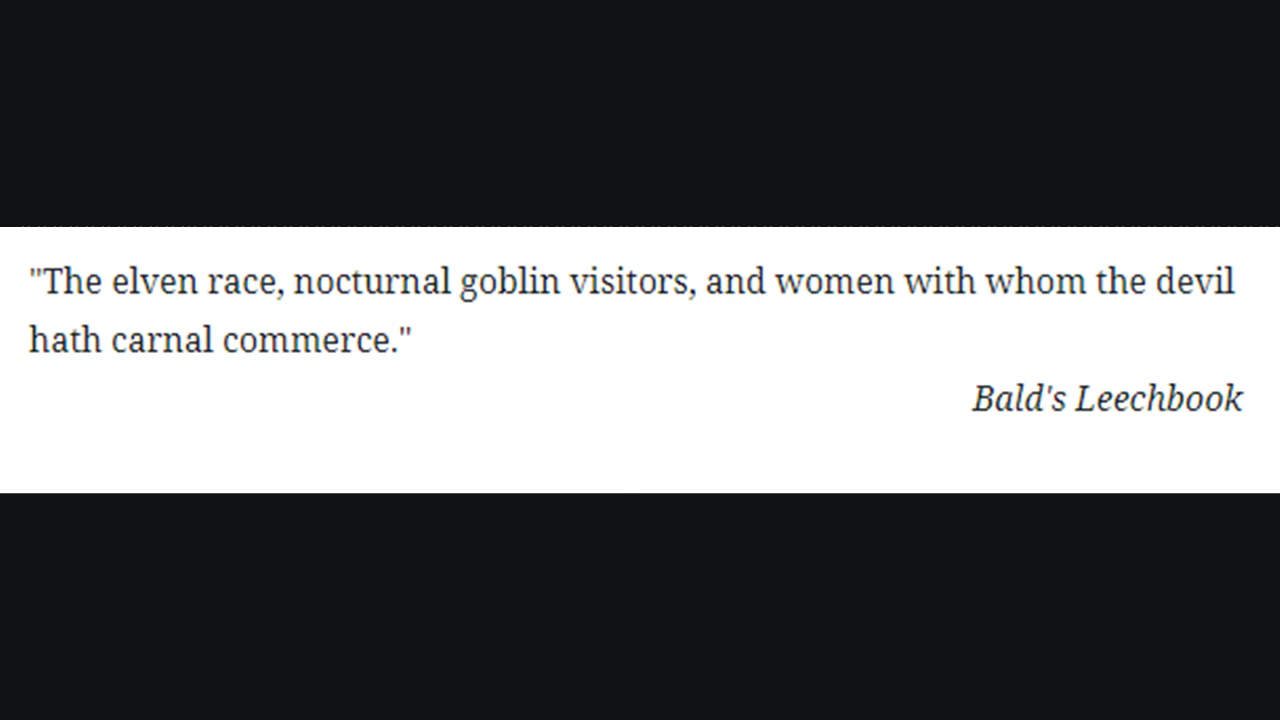 "The elven race, nocturnal goblin visitors, and women with whom the devil
hath carnal commerce."
Bald's Leechbook